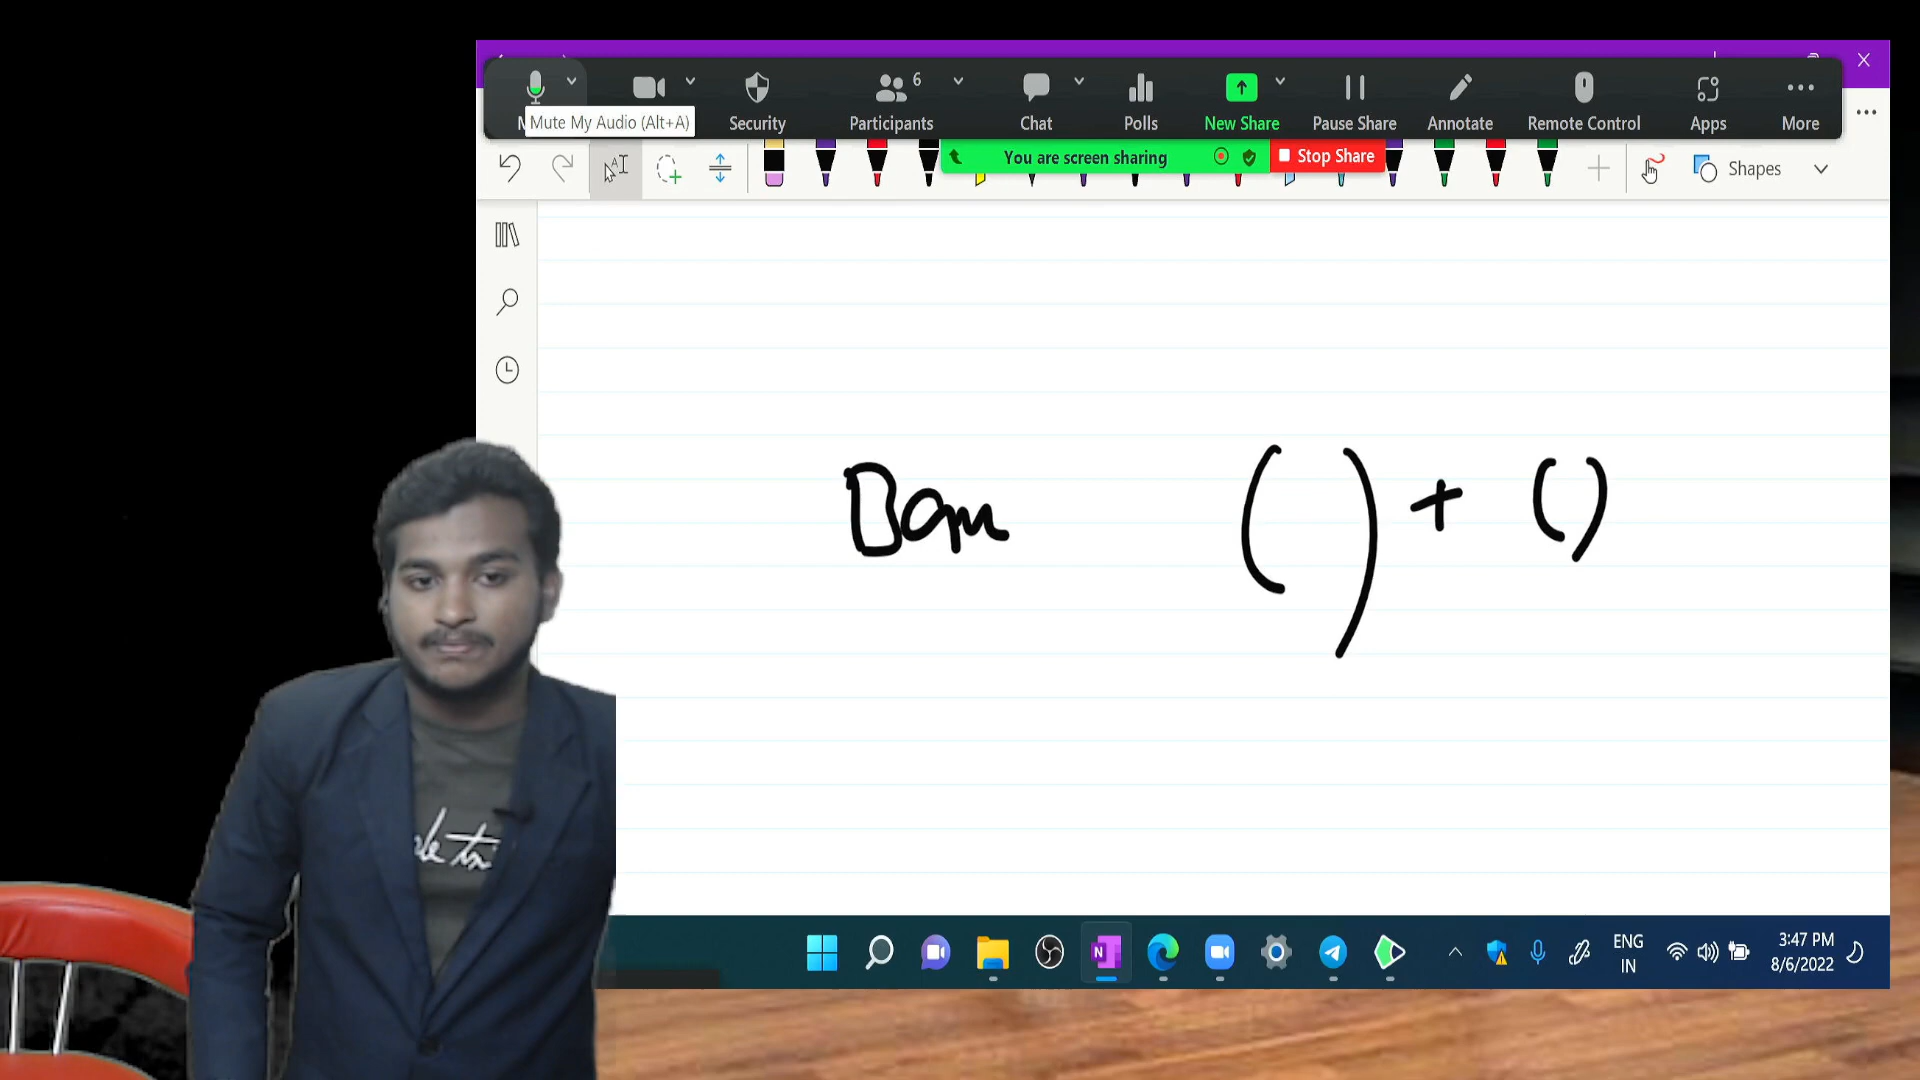 6
Mute My Audio (Alt+A)
Security
Participants
Chat
Polls
New Share
Pause Share
Annotate
Remote Control
Apps
More
You are screen sharing
Stop Share
Shapes
( ) + ( )
ENG
IN
3:47 PM
8/6/2022